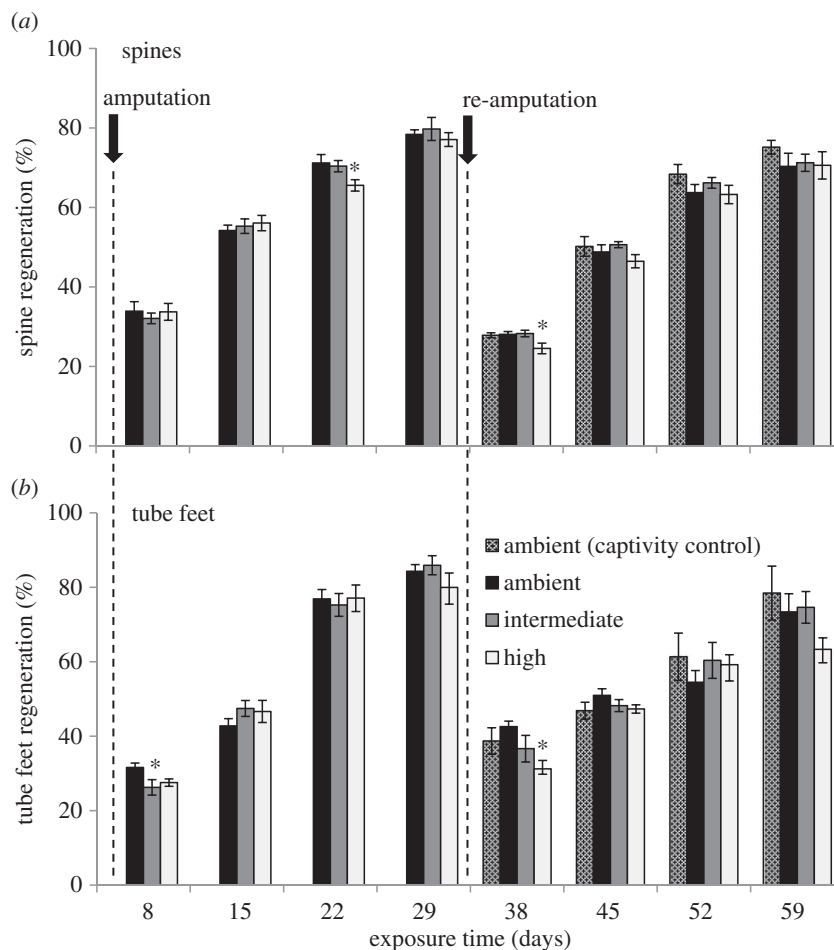 (a)
spines
amputation
re-amputation
spine regeneration (%)
100
80
60
40
20
0
*
*
(b)
tube feet
ambient (captivity control)
ambient
intermediate
high
tube feet regeneration (%)
100
80
60
40
20
0
*
*
8 15 22 29 38 45 52 59
exposure time (days)